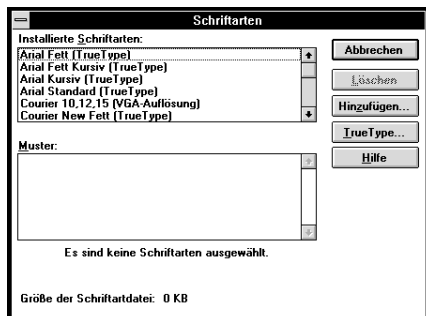 Schriftarten
Installierte Schriftarten:
Arial Fett (TrueType)
Arial Fett Kursiv (TrueType)
Arial Kursiv (TrueType)
Arial Standard (TrueType)
Courier 10,12,15 (VGA-Auflösung)
Courier New Fett (TrueType)
Abbrechen
Löschen
Hinzufügen...
TrueType...
Hilfe
Muster:
Es sind keine Schriftarten ausgewählt.
Größe der Schriftartdatei: 0 KB